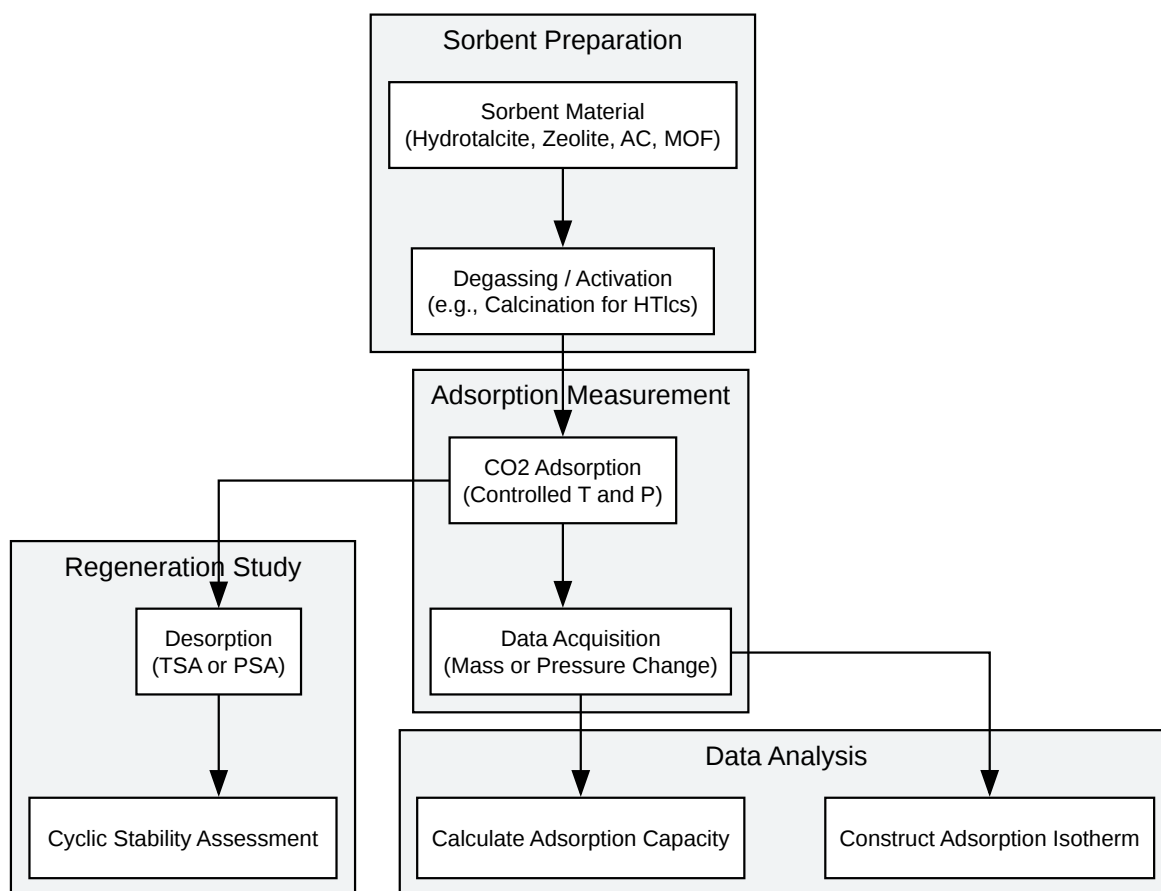 Sorbent Preparation
Sorbent Material
(Hydrotalcite, Zeolite, AC, MOF)
Degassing / Activation
(e.g., Calcination for HTlcs)
Adsorption Measurement
CO2 Adsorption
(Controlled T and P)
Regeneration Study
Desorption
(TSA or PSA)
Data Acquisition
(Mass or Pressure Change)
Data Analysis
Cyclic Stability Assessment
Calculate Adsorption Capacity
Construct Adsorption Isotherm